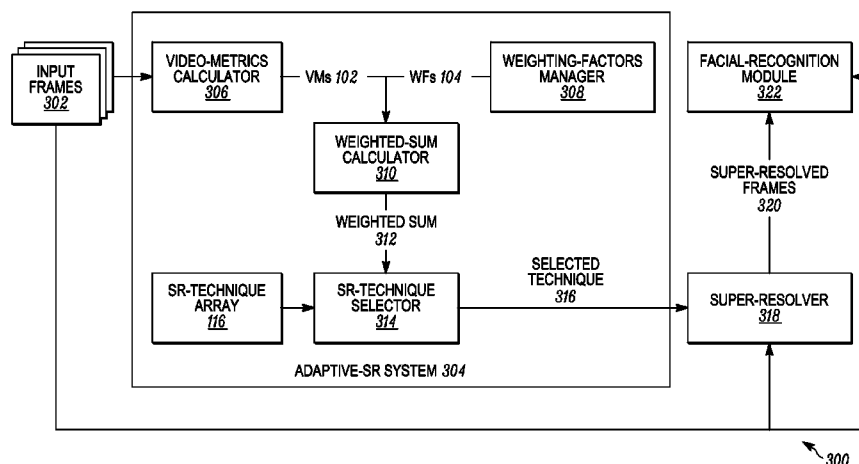 INPUT
FRAMES
302
VIDEO-METRICS
CALCULATOR
306
VMs 102
WFs 104
WEIGHTING-FACTORS
MANAGER
308
FACIAL-RECOGNITION
MODULE
322
WEIGHTED-SUM
CALCULATOR
310
SUPER-RESOLVED
FRAMES
320
WEIGHTED SUM
312
SR-TECHNIQUE
ARRAY
116
SR-TECHNIQUE
SELECTOR
314
SELECTED
TECHNIQUE
316
SUPER-RESOLVER
318
ADAPTIVE-SR SYSTEM 304
300